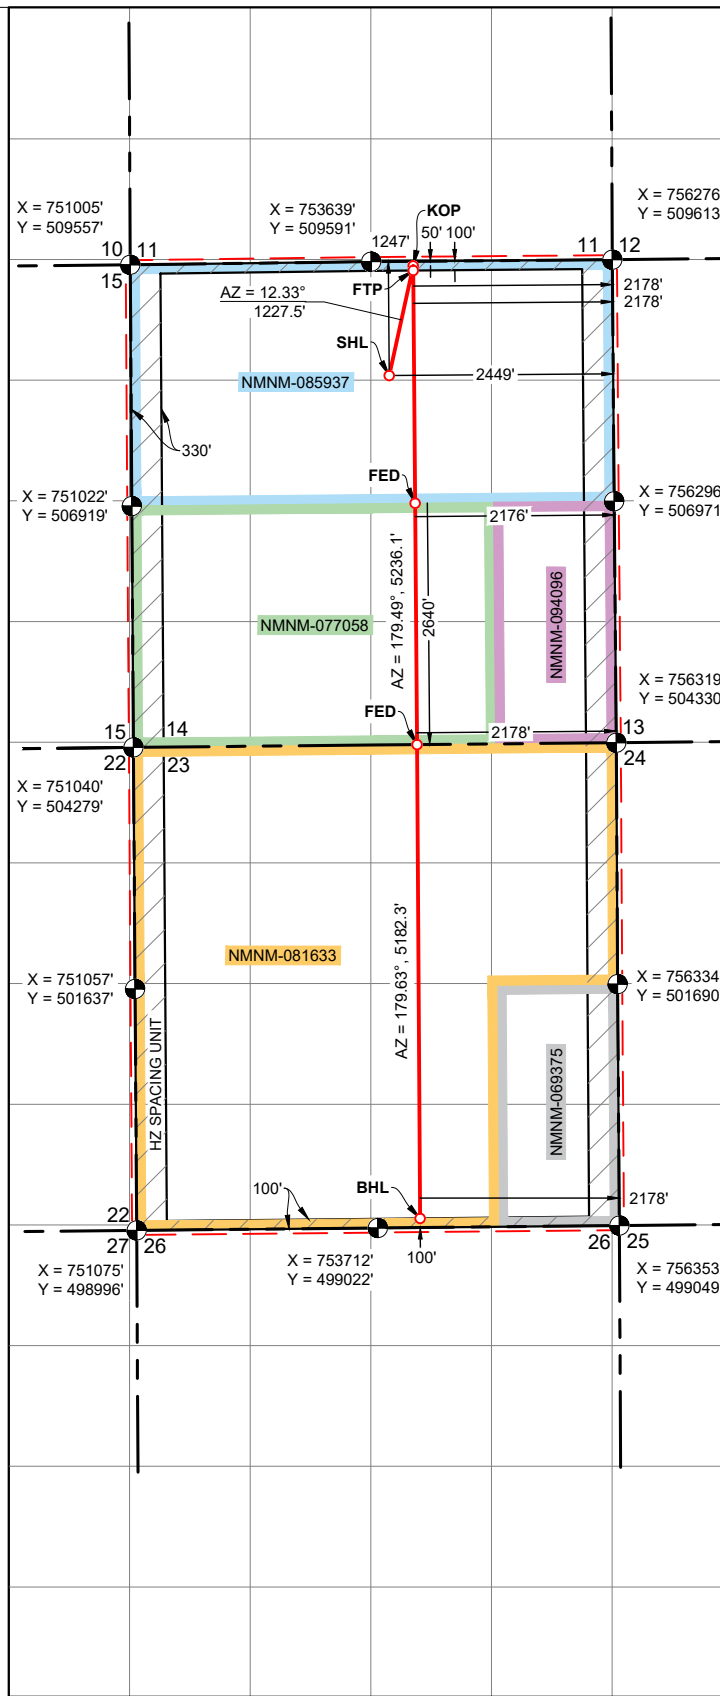 X = 751005'
Y = 509557'
X = 753639'
Y = 509591'
X = 756276
Y = 509613
KOP
1247'
50'
100'
10
11
11
12
15
FTP
2178'
2178'
AZ = 12.33°
1227.5'
SHL
2449'
NMNM-085937
330'
FED
X = 751022'
Y = 506919'
X = 756296
Y = 506971
2176'
AZ = 179.49°, 5236.1'
2640'
NMNM-094096
NMNM-077058
X = 756319
Y = 504330
FED
2178'
15
14
13
22
23
24
X = 751040'
Y = 504279'
NMNM-081633
AZ = 179.63°, 5182.3'
X = 751057'
Y = 501637'
X = 756334
Y = 501690
HZ SPACING UNIT
NMNM-069375
100'
BHL
2178'
22
27
26
26
25
100'
X = 751075'
Y = 498996'
X = 753712'
Y = 499022'
X = 756353
Y = 499049